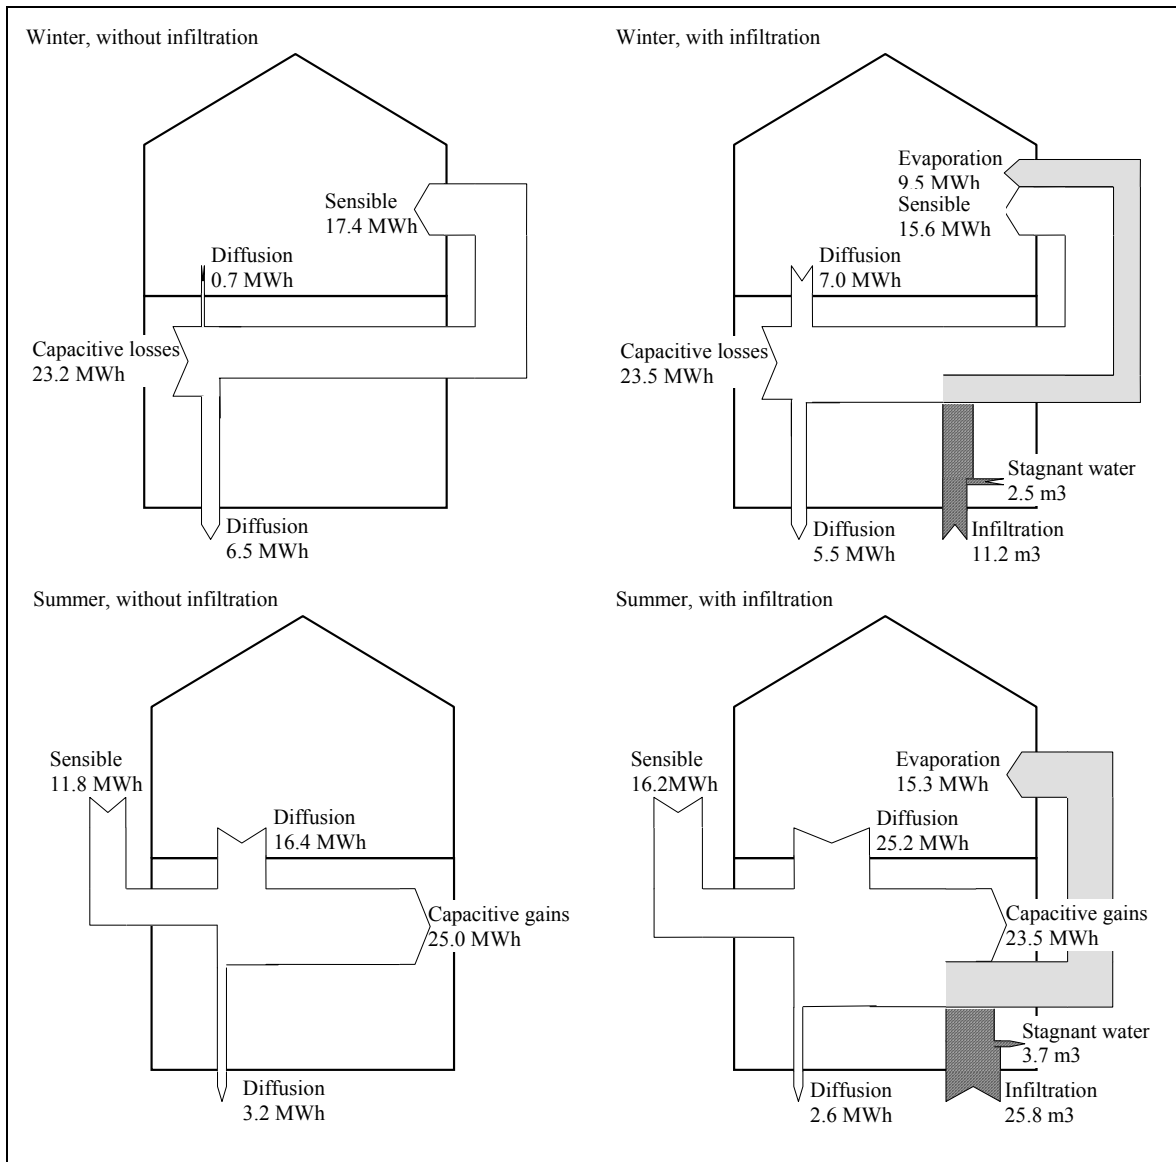 Winter, without infiltration
Sensible
17.4 MWh
Diffusion
0.7 MWh
Capacitive losses
23.2 MWh
Diffusion
6.5 MWh
Winter, with infiltration
Evaporation
9.5 MWh
Sensible
15.6 MWh
Diffusion
7.0 MWh
Capacitive losses
23.5 MWh
Stagnant water
2.5 m3
Diffusion
5.5 MWh
Infiltration
11.2 m3
Summer, without infiltration
Sensible
11.8 MWh
Diffusion
16.4 MWh
Capacitive gains
25.0 MWh
Diffusion
3.2 MWh
Summer, with infiltration
Sensible
16.2MWh
Evaporation
15.3 MWh
Diffusion
25.2 MWh
Capacitive gains
23.5 MWh
Stagnant water
3.7 m3
Diffusion
2.6 MWh
Infiltration
25.8 m3